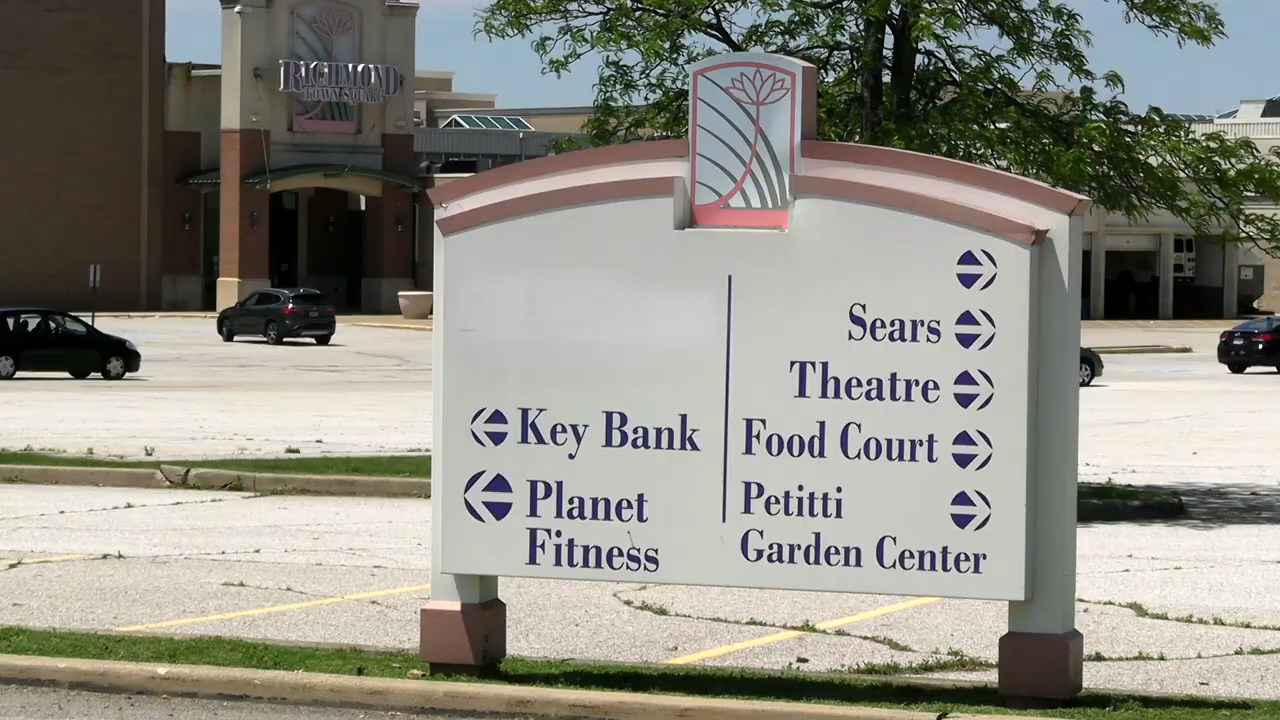 RICHMOND
TOWN SQUARE
Key Bank
Planet
Fitness
Sears
Theatre
Food Court
Petitti
Garden Center